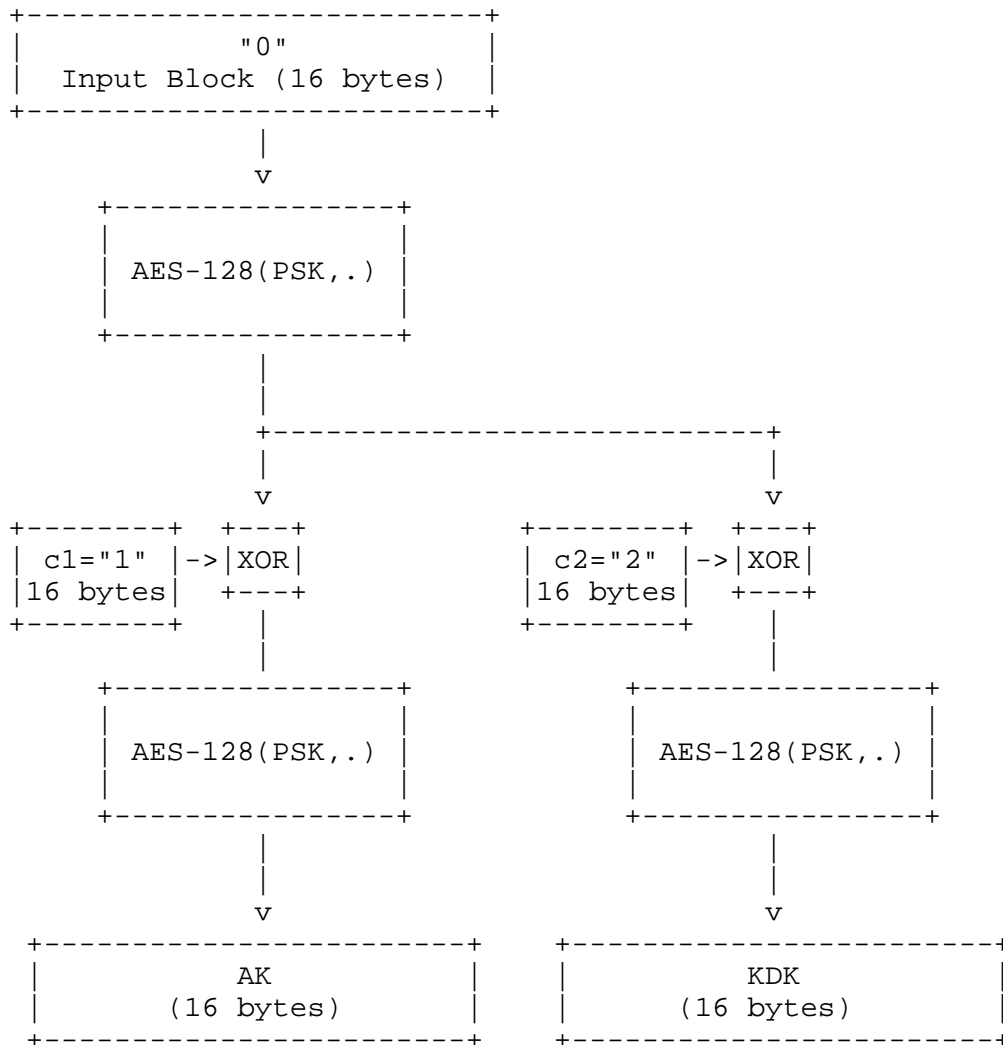 "0"
Input Block (16 bytes)
v
AES-128(PSK,.)
v v
c1="1" -> XOR c2="2" -> XOR
16 bytes 16 bytes
AES-128(PSK,.) AES-128(PSK,.)
v v
AK KDK
(16 bytes) (16 bytes)